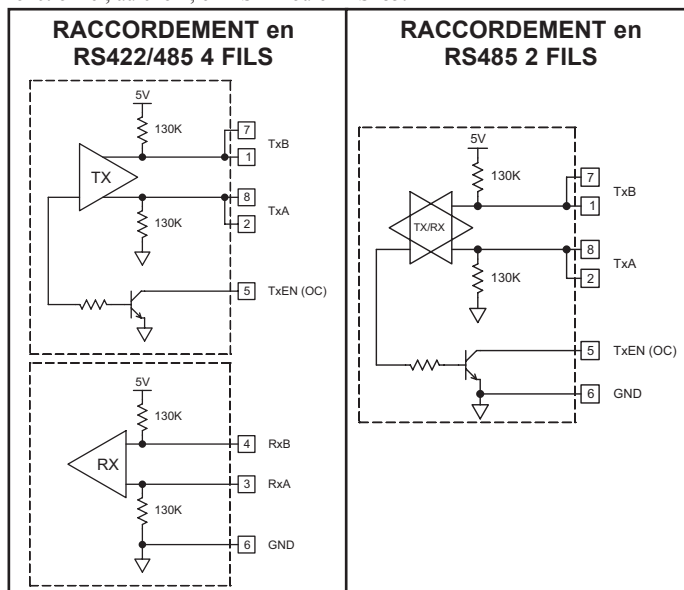 RACCORDEMENT en
RS422/485 4 FILS
5V
130K
7
TxB
1
TX
8
TxA
130K
2
5
TxEN (OC)
5V
130K
4
RxB
RX
3
RxA
130K
6
GND
RACCORDEMENT en
RS485 2 FILS
5V
130K
7
TxB
1
TX/RX
8
TxA
130K
2
5
TxEN (OC)
6
GND